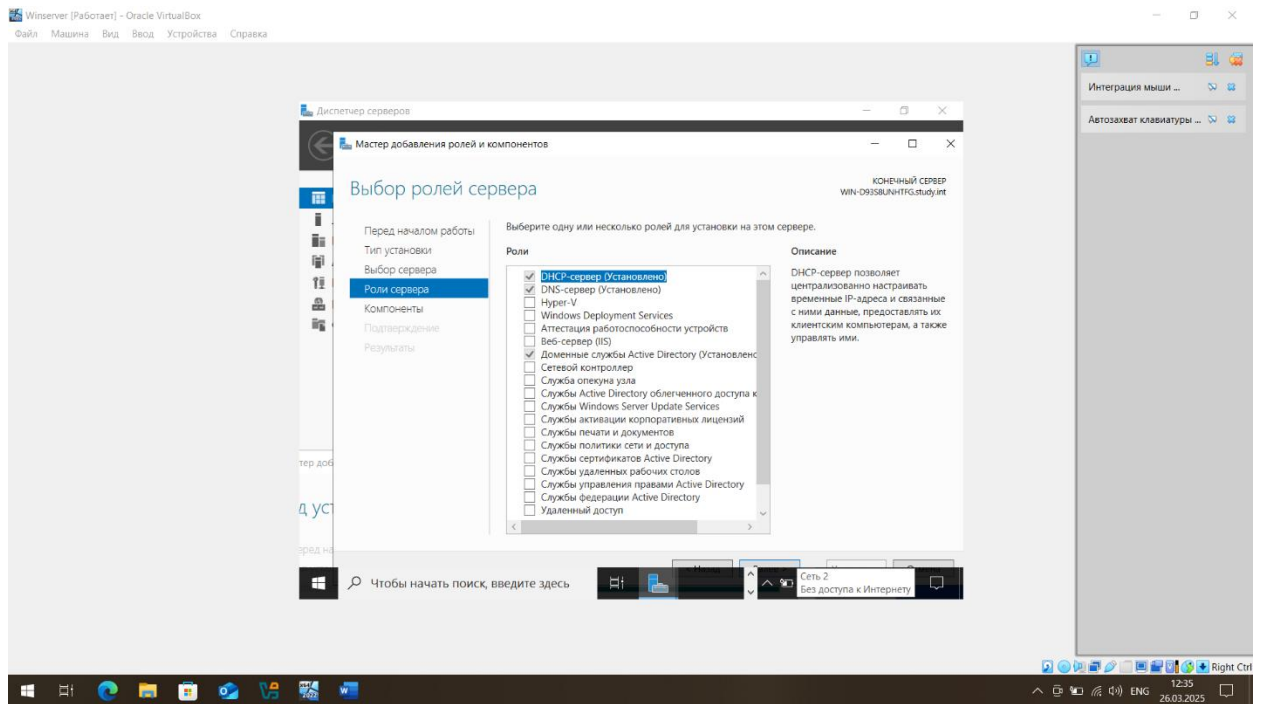 Winserver [Работает] - Oracle VirtualBox
Файл Машина Вид Ввод Устройства Справка
Интеграция мыши ...
Автозахват клавиатуры ...
Диспетчер серверов
Мастер добавления ролей и компонентов
Выбор ролей сервера
КОНЕЧНЫЙ СЕРВЕР
WIN-D93S8UNHTFG.study.int
Перед началом работы
Тип установки
Выбор сервера
Роли сервера
Компоненты
Подтверждение
Результаты
Выберите одну или несколько ролей для установки на этом сервере.
Роли
DHCP-сервер (Установлено)
DNS-сервер (Установлено)
Hyper-V
Windows Deployment Services
Аттестация работоспособности устройств
Веб-сервер (IIS)
Доменные службы Active Directory (Установлено
Сетевой контроллер
Служба опекуна узла
Службы Active Directory облегченного доступа к
Службы Windows Server Update Services
Службы активации корпоративных лицензий
Службы печати и документов
Службы политики сети и доступа
Службы сертификатов Active Directory
Службы удаленных рабочих столов
Службы управления правами Active Directory
Службы федерации Active Directory
Удаленный доступ
Описание
DHCP-сервер позволяет
централизованно настраивать
временные IP-адреса и связанные
с ними данные, предоставлять их
клиентским компьютерам, а также
управлять ими.
тер доб
д уст
еред на
Чтобы начать поиск, введите здесь
Сеть 2
Без доступа к Интернету
Right Ctrl
ENG
12:35
26.03.2025